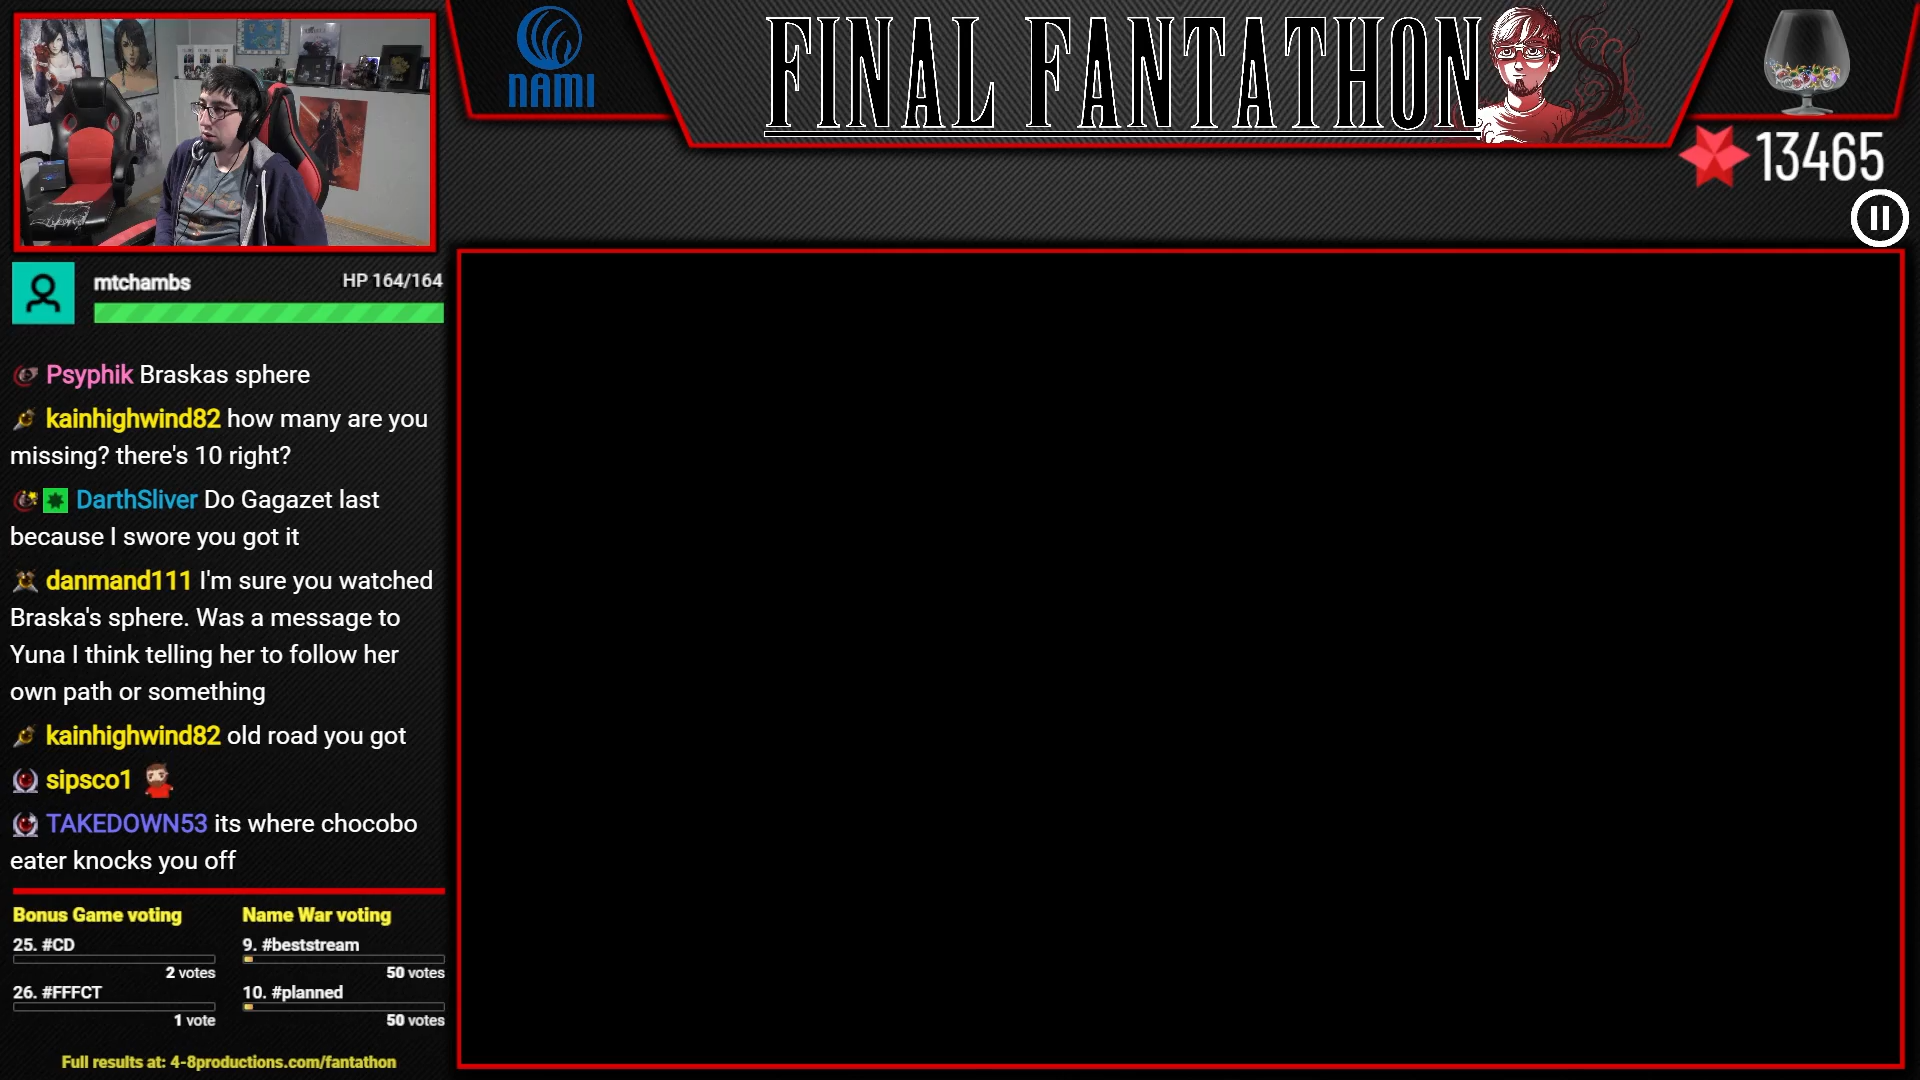 NAMI
FINAL FANTATHON
13465
mtchambs
HP 164/164
Psyphik Braskas sphere
kainhighwind82 how many are you
missing? there's 10 right?
DarthSliver Do Gagazet last
because I swore you got it
danmand111 I'm sure you watched
Braska's sphere. Was a message to
Yuna I think telling her to follow her
own path or something
kainhighwind82 old road you got
sipsco1
TAKEDOWN53 its where chocobo
eater knocks you off
Bonus Game voting
25. #CD
2 votes
26. #FFFCT
1 vote
Name War voting
9. #beststream
50 votes
10. #planned
50 votes
Full results at: 4-8productions.com/fantathon